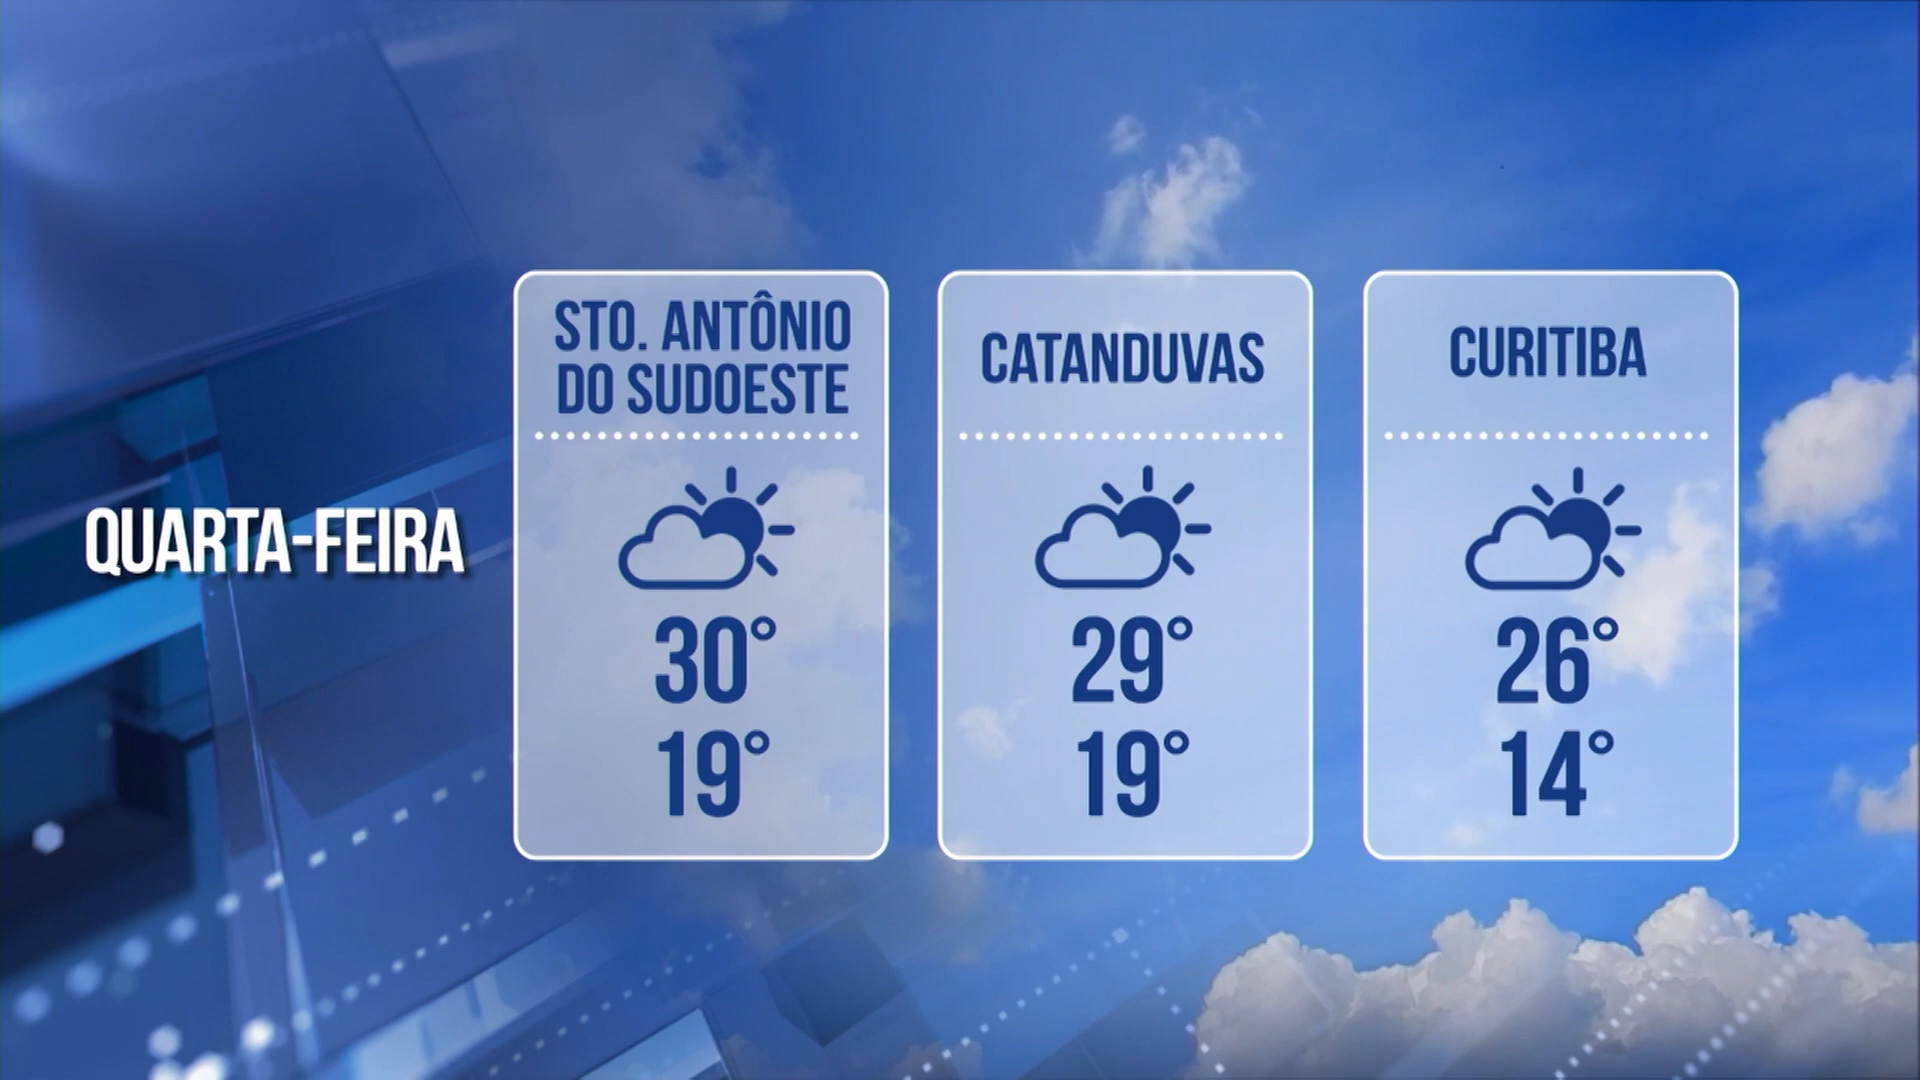 QUARTA-FEIRA
STO. ANTÔNIO
DO SUDOESTE
30°
19°
CATANDUVAS
29°
19°
CURITIBA
26°
14°